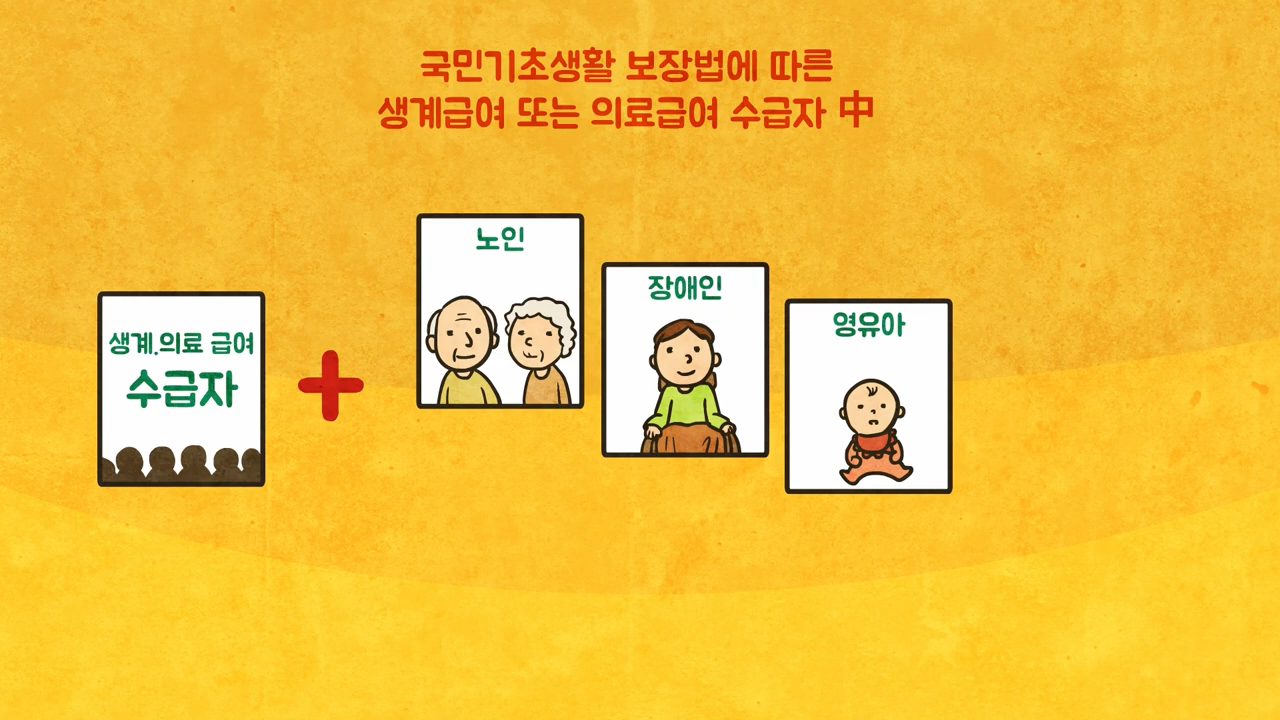 국민기초생활 보장법에 따른
생계급여 또는 의료급여 수급자 中
노인
장애인
영유아
생계.의료 급여
수급자